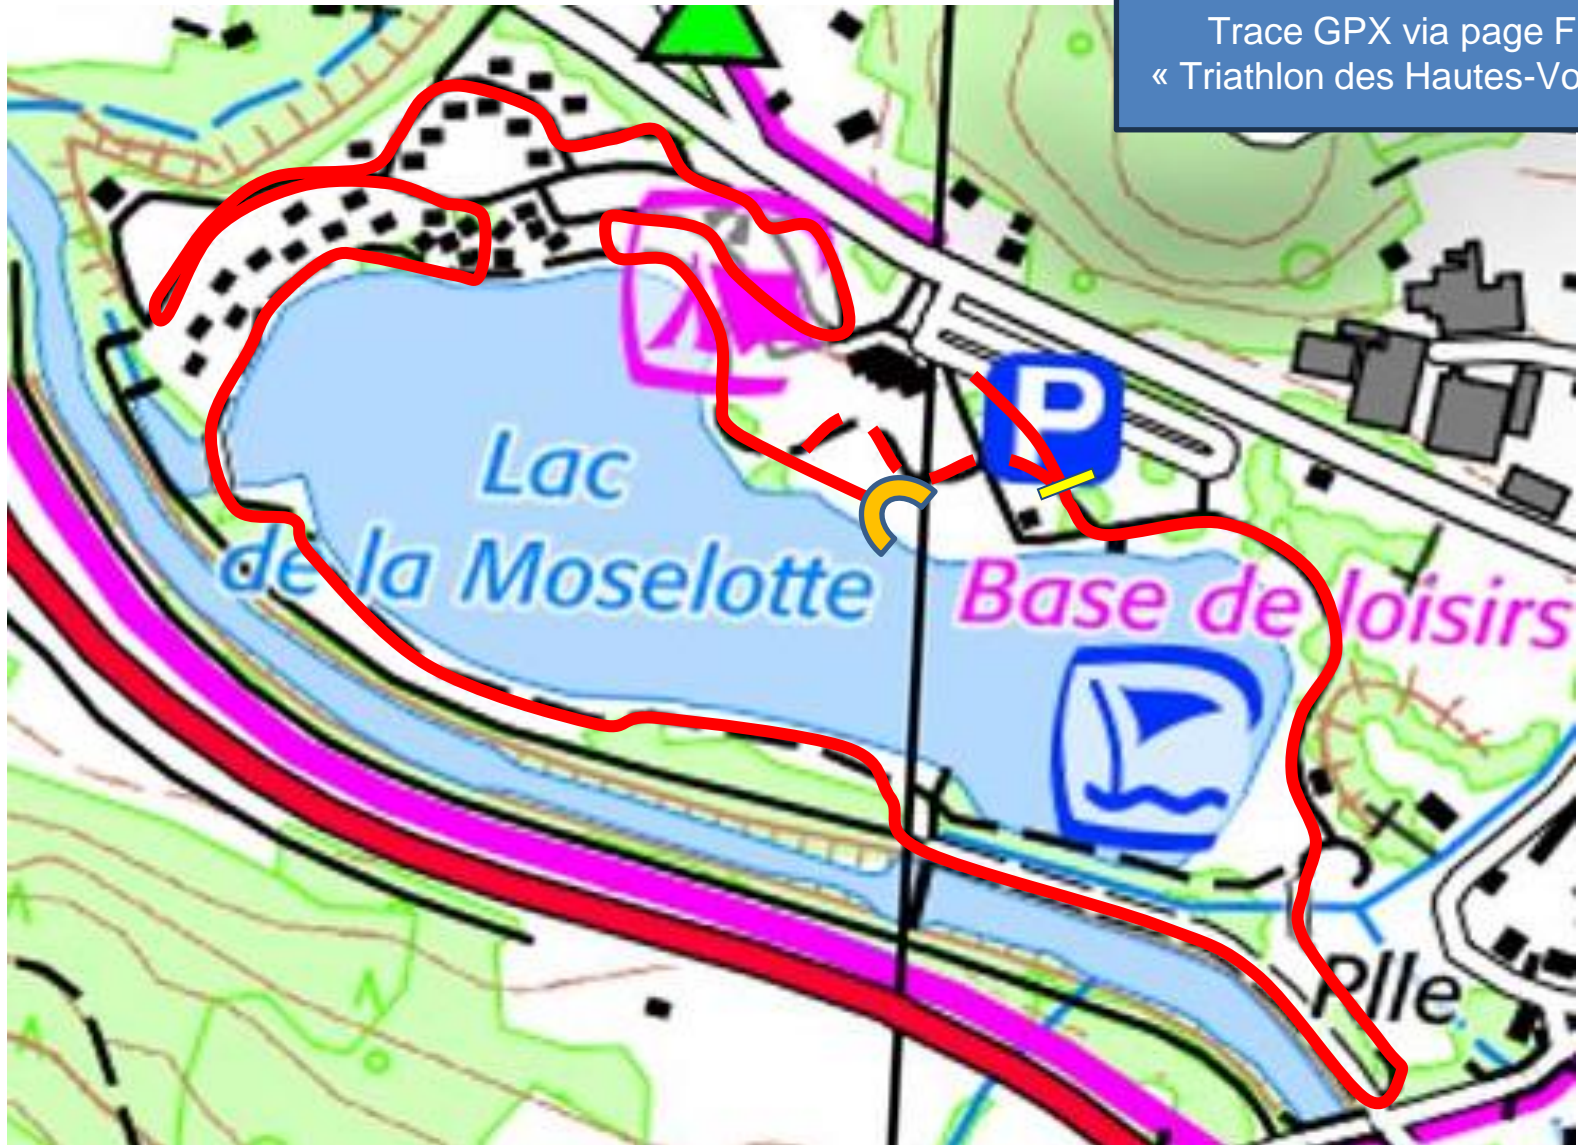 Trace GPX via page F
« Triathlon des Hautes-Vo
P
Lac
de la Moselotte
Base de loisirs
Plle